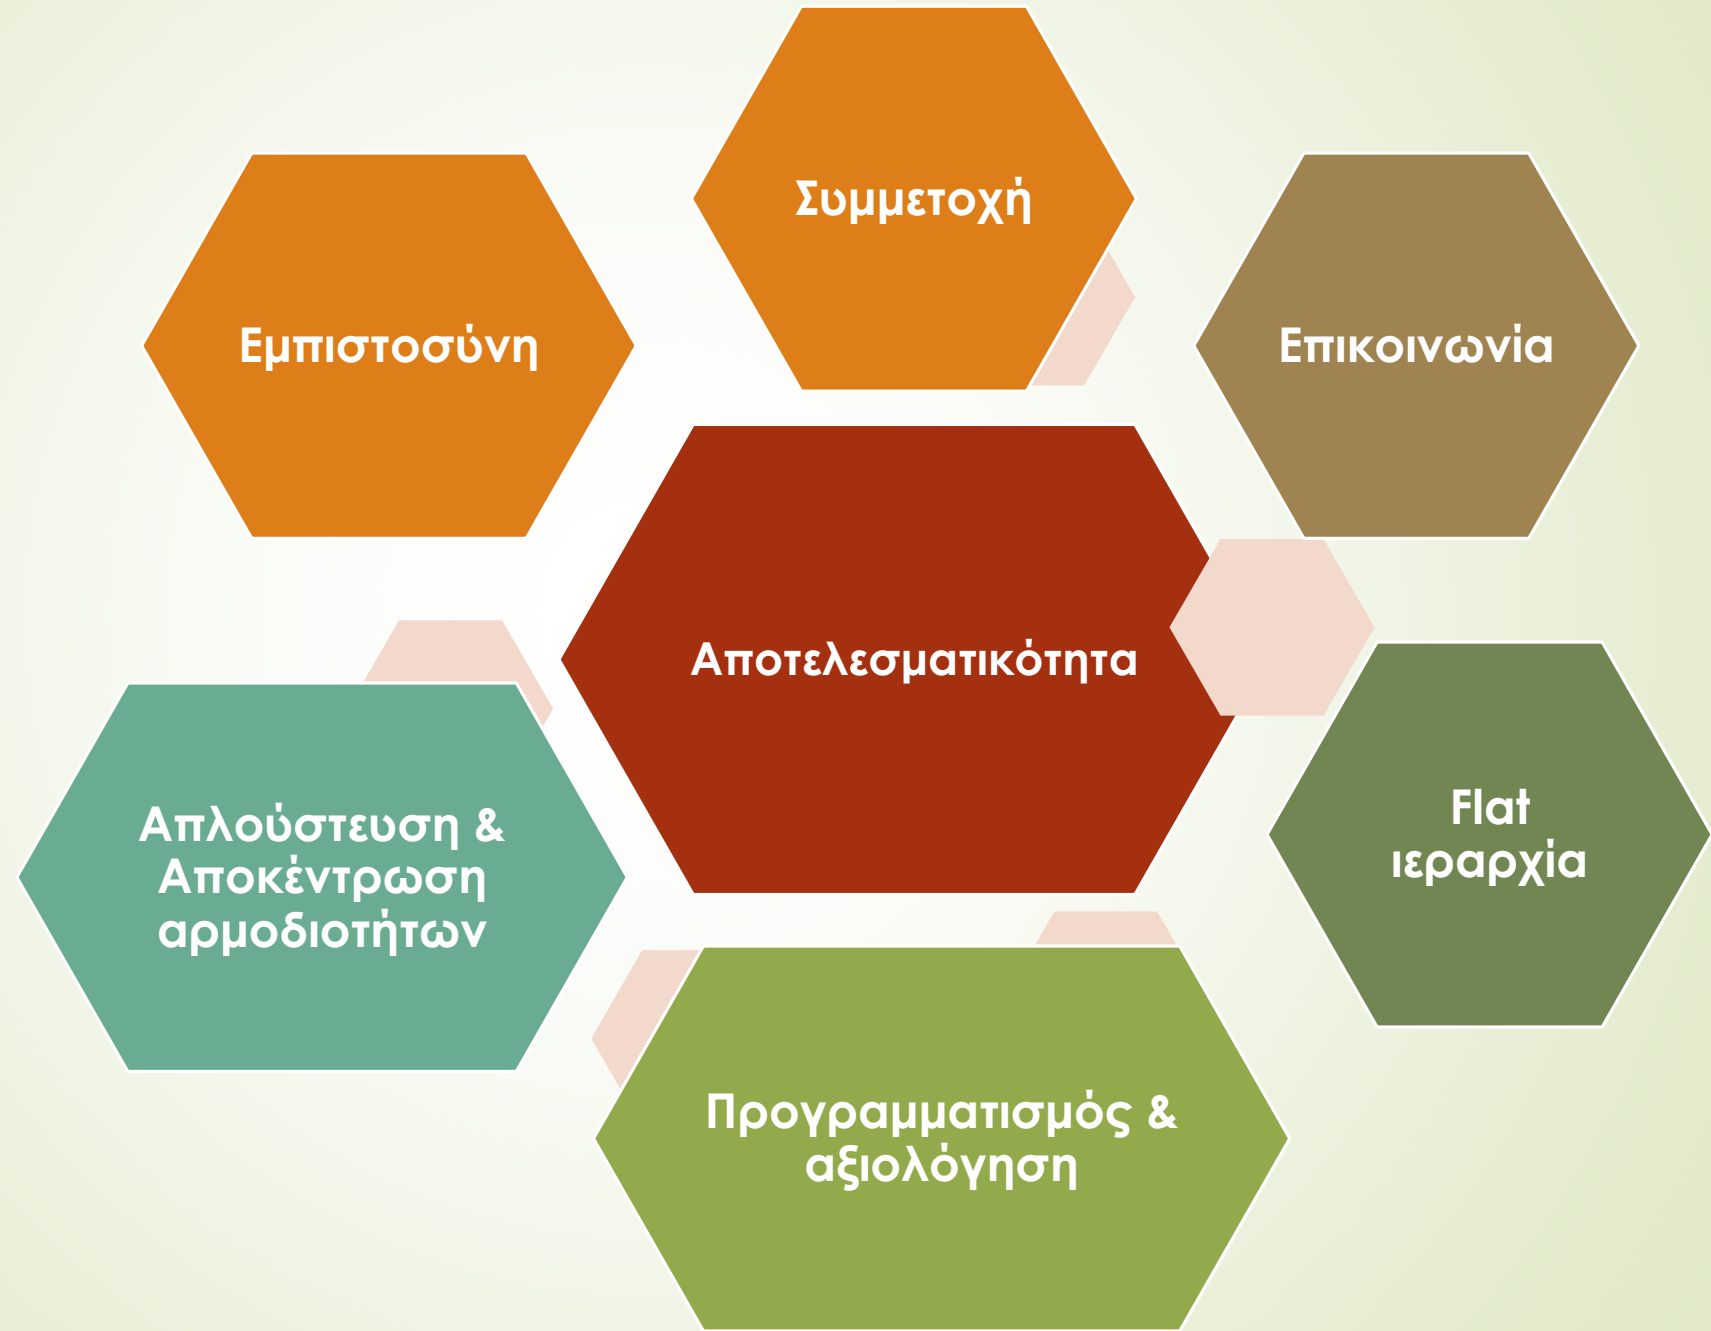 Συμμετοχή
Εμπιστοσύνη
Επικοινωνία
Αποτελεσματικότητα
Flat
ιεραρχία
Απλούστευση &
Αποκέντρωση
αρμοδιοτήτων
Προγραμματισμός &
αξιολόγηση